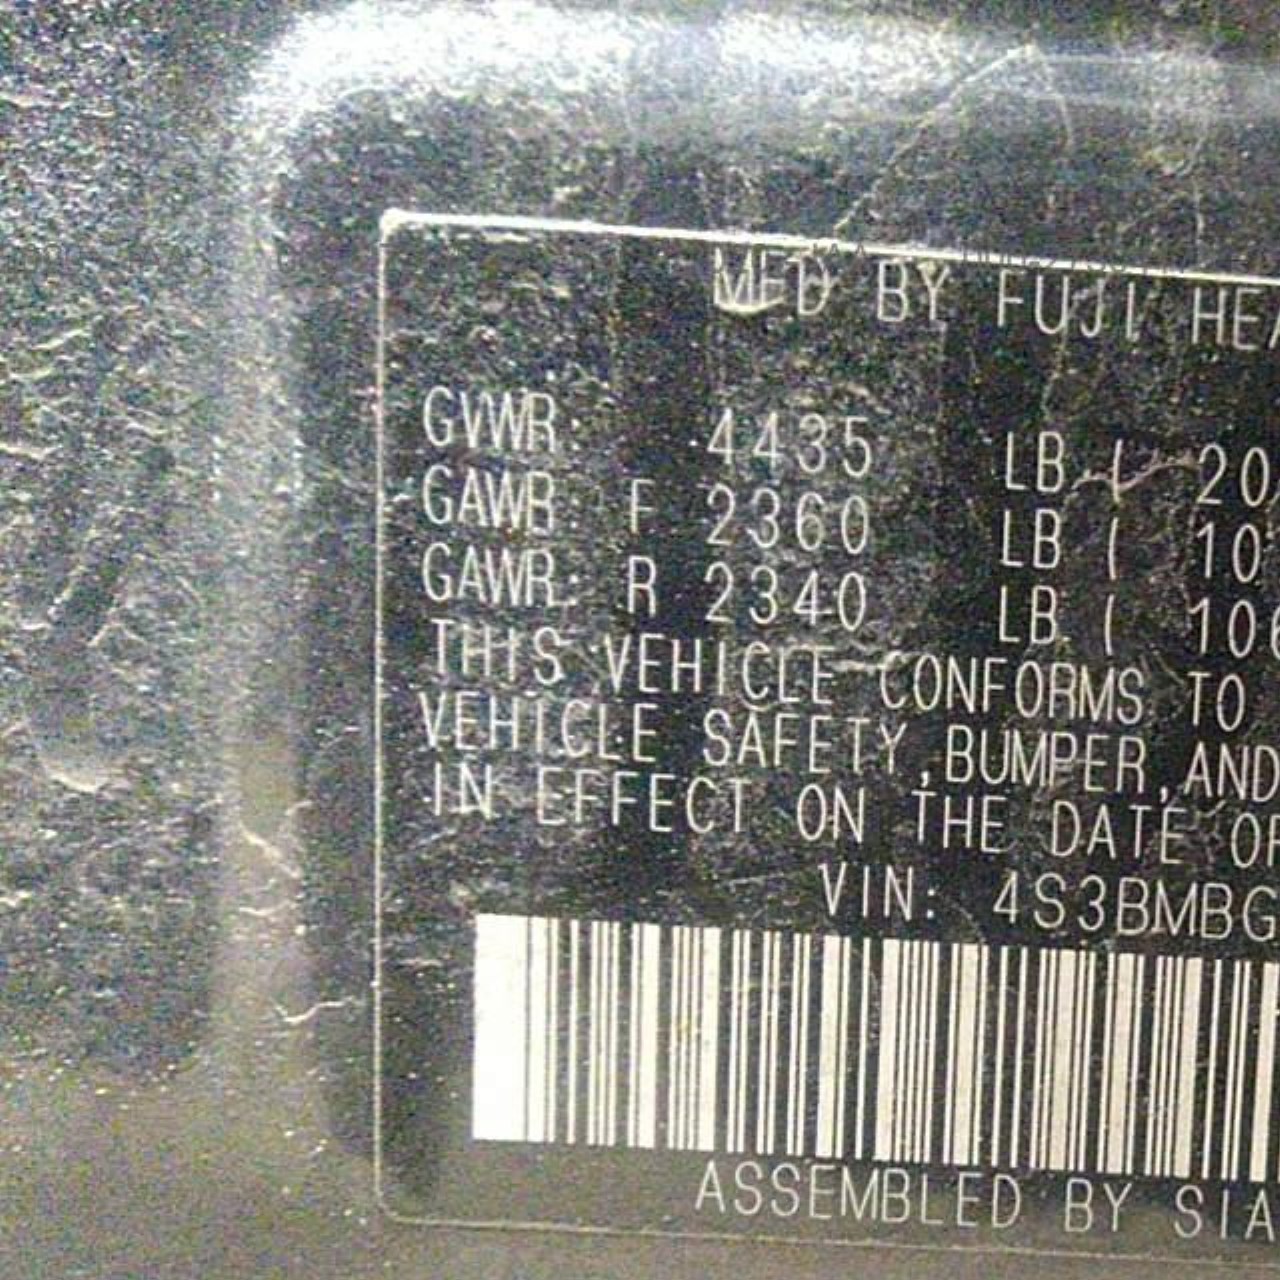 MFD BY FUJI HEA
GVWR: 4435 LB ( 20
GAWR: F 2360 LB ( 10
GAWR: R 2340 LB ( 106
THIS VEHICLE CONFORMS TO
VEHICLE SAFETY, BUMPER, AND
IN EFFECT ON THE DATE OF
VIN: 4S3BMBG
ASSEMBLED BY SIA